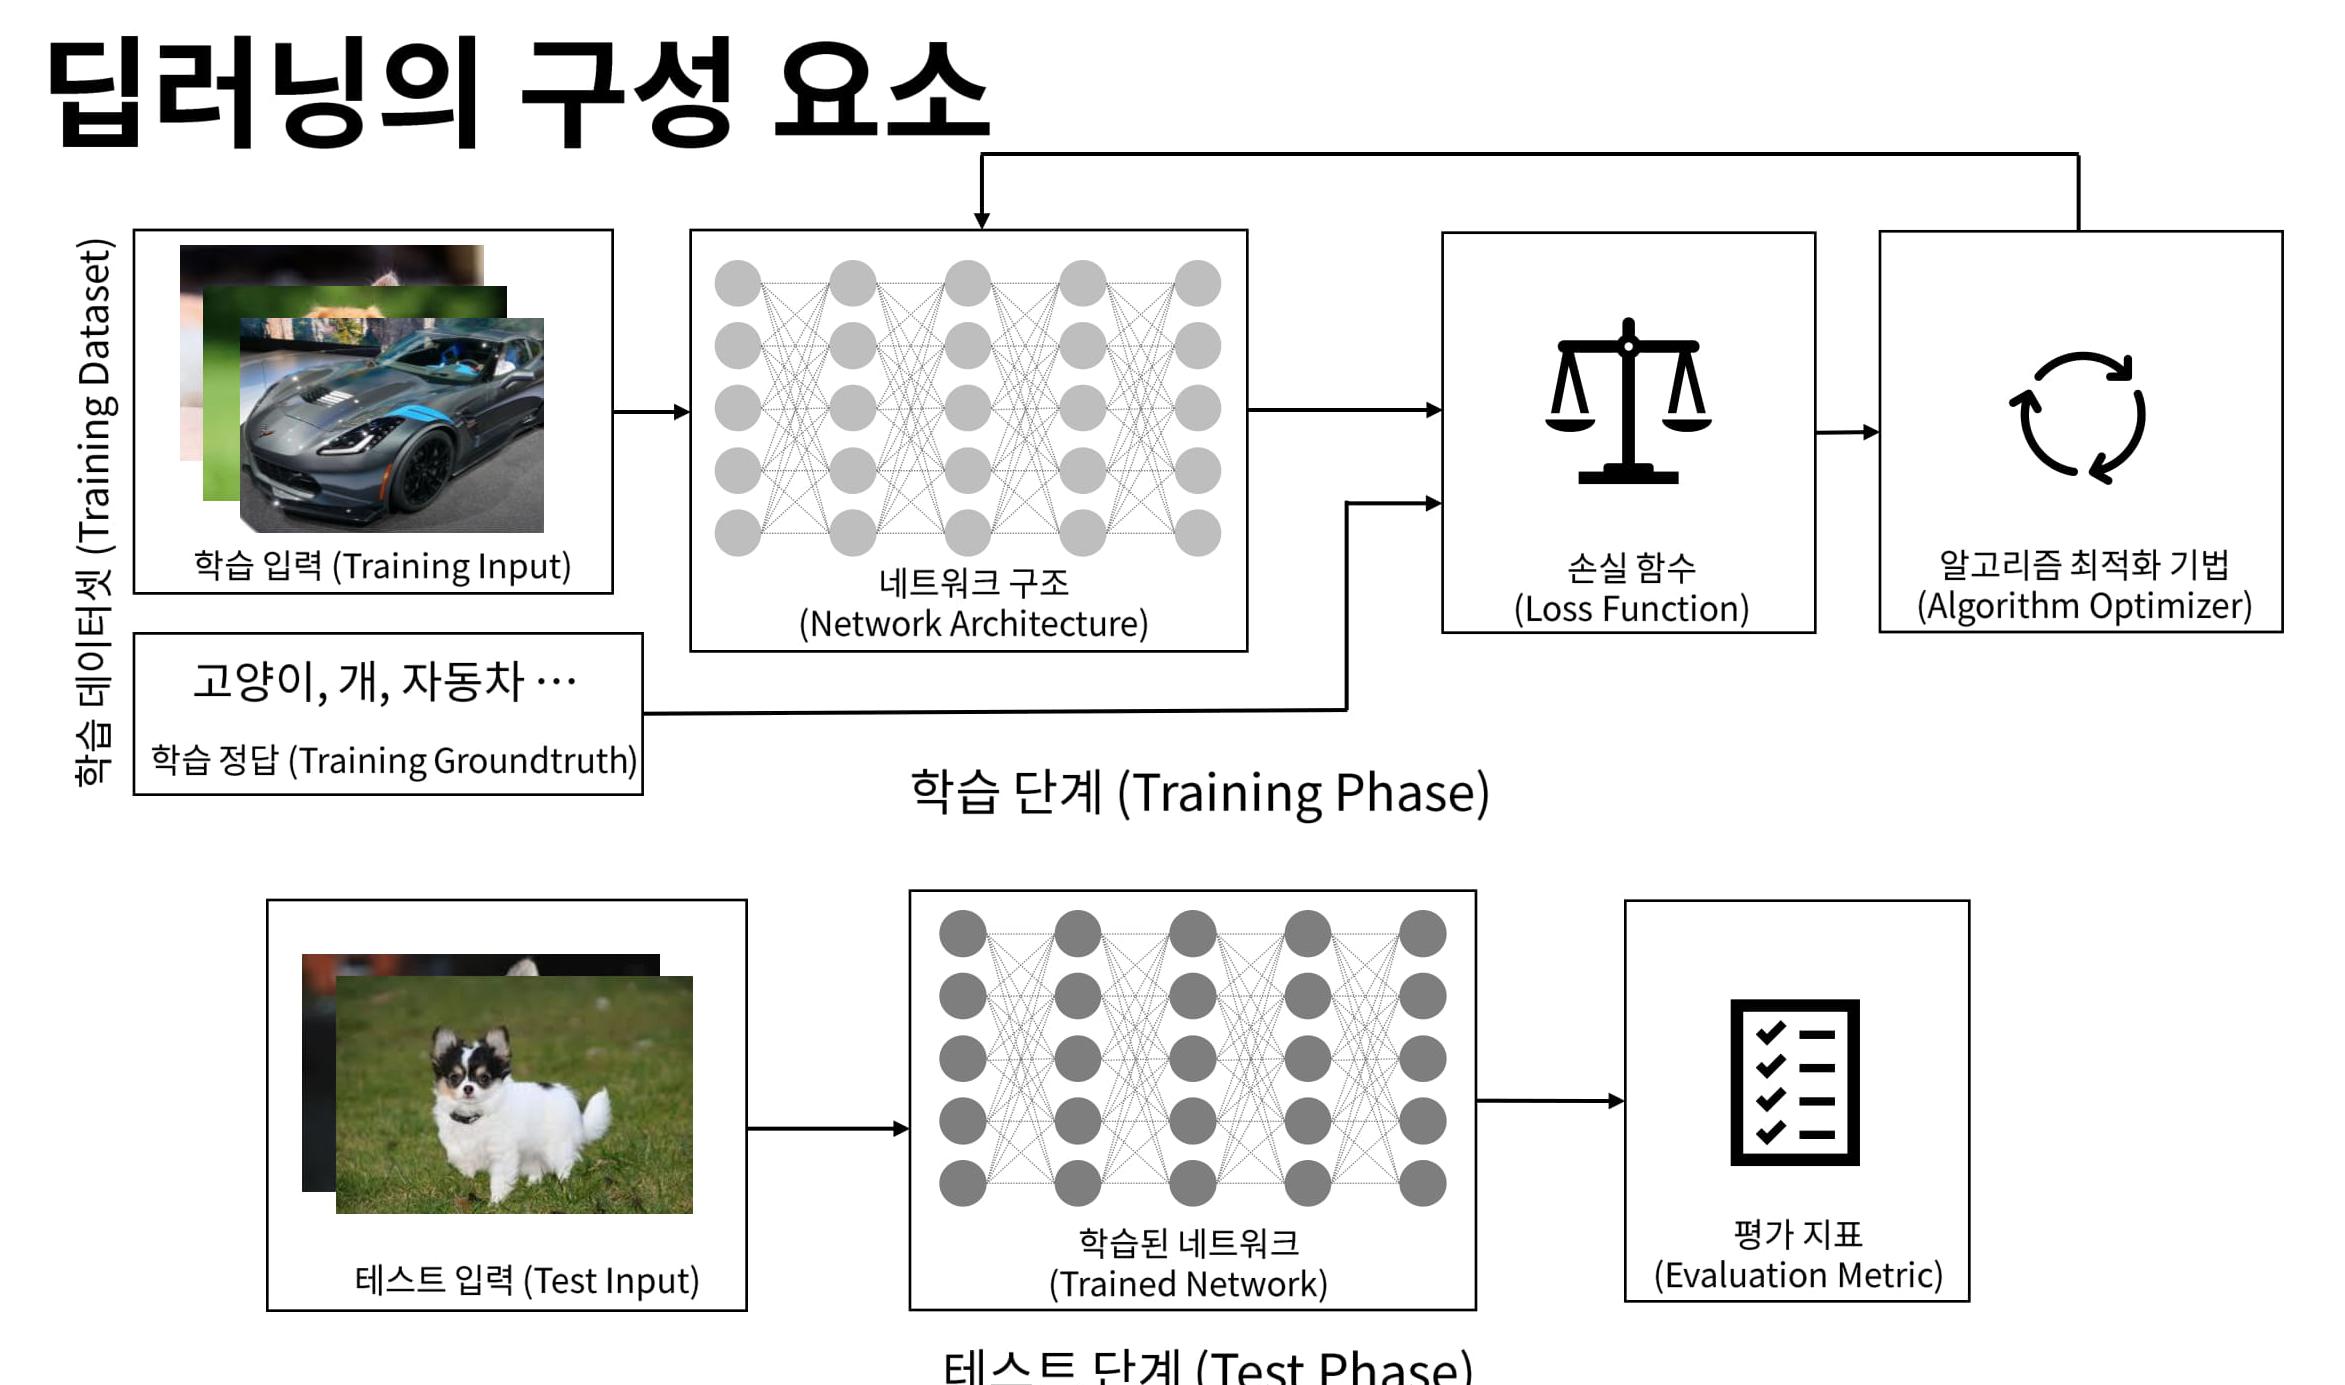 딥러닝의 구성 요소
학습 데이터셋 (Training Dataset)
학습 입력 (Training Input)
네트워크 구조
(Network Architecture)
손실 함수
(Loss Function)
알고리즘 최적화 기법
(Algorithm Optimizer)
고양이, 개, 자동차 ⋯
학습 정답 (Training Groundtruth)
학습 단계 (Training Phase)
테스트 입력 (Test Input)
학습된 네트워크
(Trained Network)
평가 지표
(Evaluation Metric)
테스트 단계 (Test Phase)